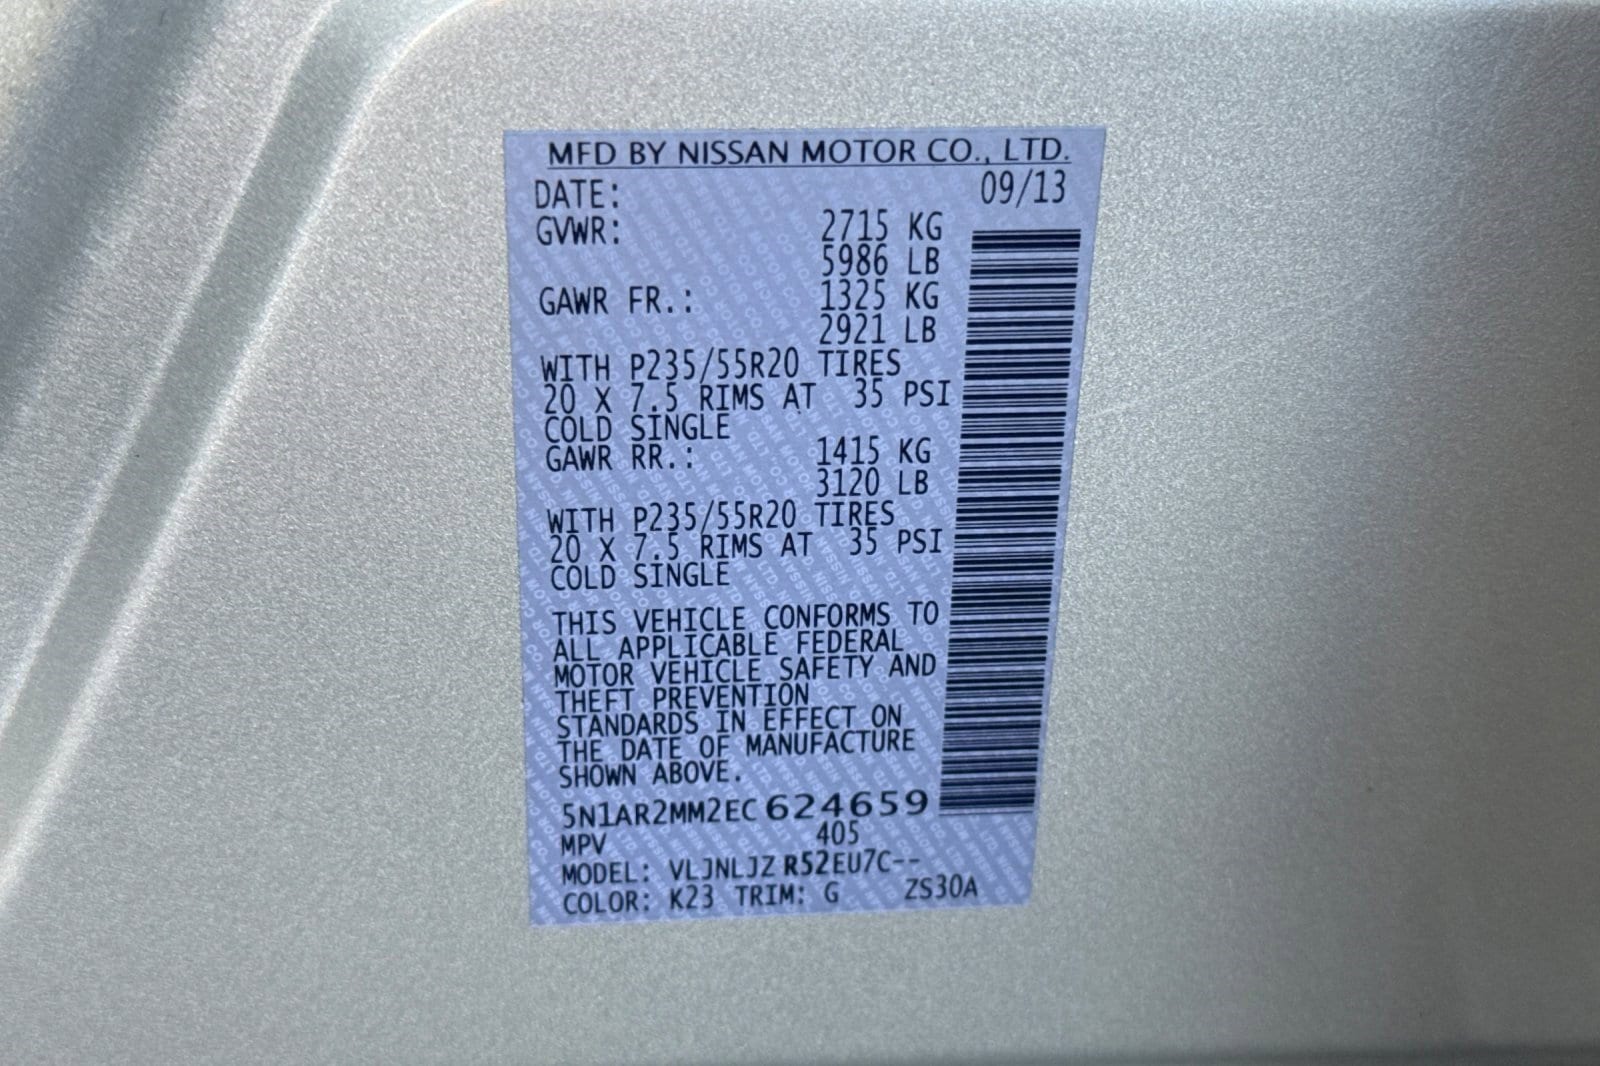 MFD BY NISSAN MOTOR CO., LTD.
DATE: 09/13
GVWR: 2715 KG
5986 LB
GAWR FR.: 1325 KG
2921 LB
WITH P235/55R20 TIRES
20 X 7.5 RIMS AT 35 PSI
COLD SINGLE
GAWR RR.: 1415 KG
3120 LB
WITH P235/55R20 TIRES
20 X 7.5 RIMS AT 35 PSI
COLD SINGLE
THIS VEHICLE CONFORMS TO
ALL APPLICABLE FEDERAL
MOTOR VEHICLE SAFETY AND
THEFT PREVENTION
STANDARDS IN EFFECT ON
THE DATE OF MANUFACTURE
SHOWN ABOVE.
5N1AR2MM2EC624659
MPV 405
MODEL: VLJNLJZ R52EU7C--
COLOR: K23 TRIM: G ZS30A